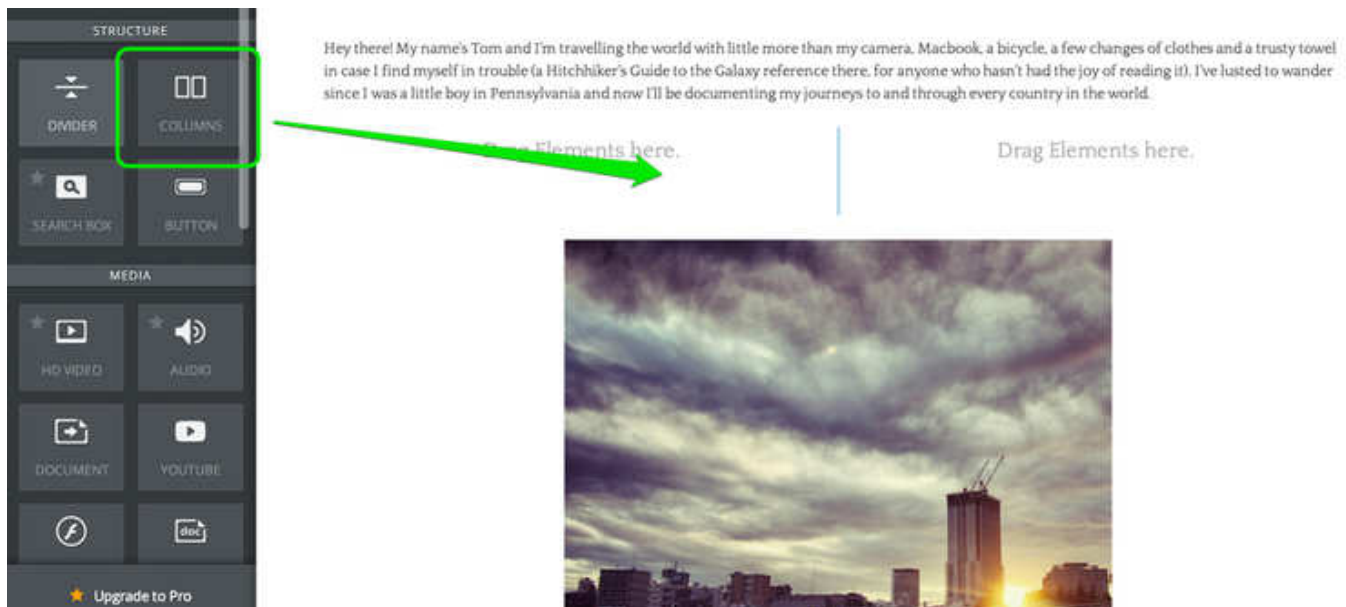 STRUCTURE
DIVIDER
COLUMNS
SEARCH BOX
BUTTON
MEDIA
HD VIDEO
AUDIO
DOCUMENT
YOUTUBE
doc
Upgrade to Pro
Hey there! My name's Tom and I'm travelling the world with little more than my camera, Macbook, a bicycle, a few changes of clothes and a trusty towel
in case I find myself in trouble (a Hitchhiker's Guide to the Galaxy reference there, for anyone who hasn't had the joy of reading it). I've lusted to wander
since I was a little boy in Pennsylvania and now I'll be documenting my journeys to and through every country in the world.
Drag Elements here.
Drag Elements here.